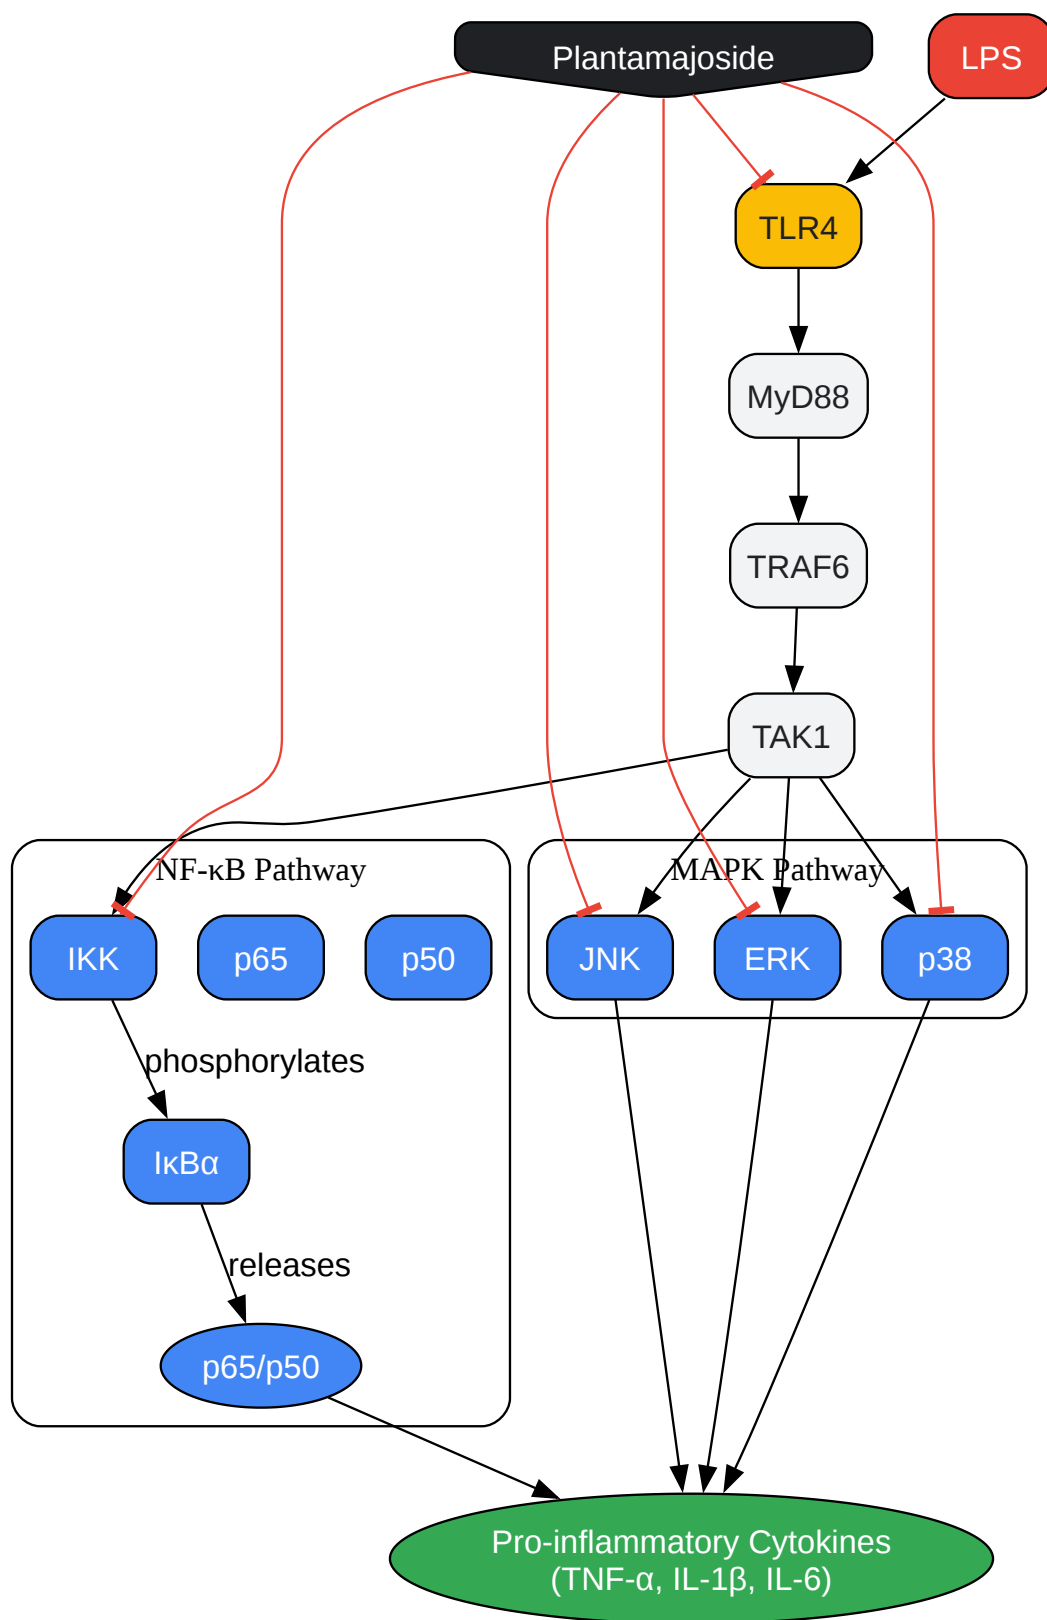 Plantamajoside
LPS
TLR4
MyD88
TRAF6
TAK1
NF-κB Pathway
MAPK Pathway
IKK
p65
p50
JNK
ERK
p38
phosphorylates
IκBα
releases
p65/p50
Pro-inflammatory Cytokines
(TNF-α, IL-1β, IL-6)